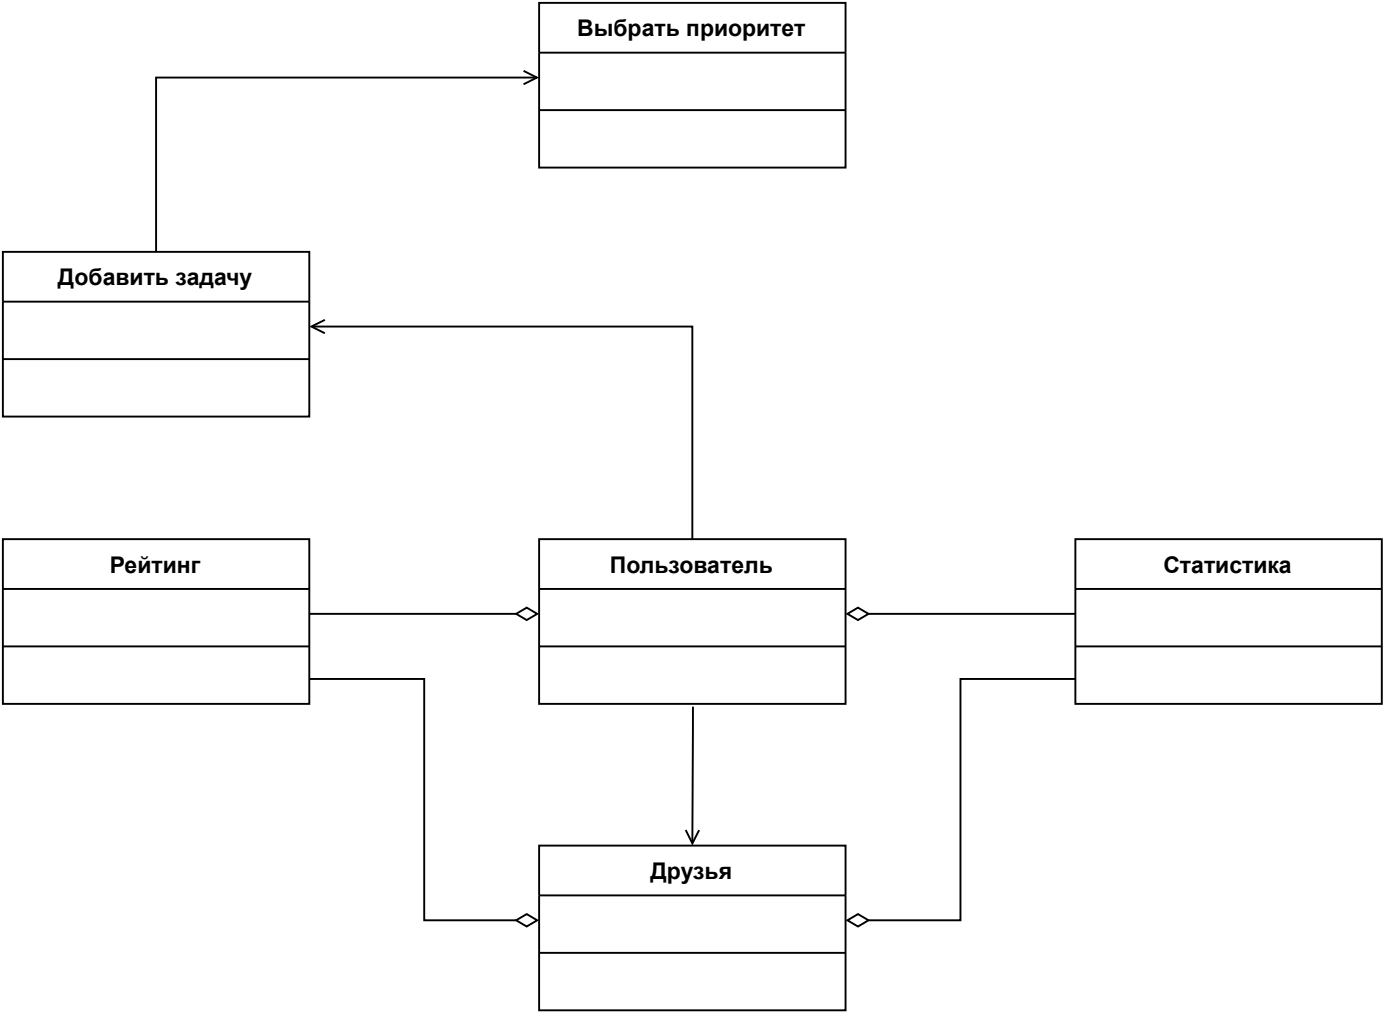 Выбрать приоритет
Добавить задачу
Рейтинг
Пользователь
Статистика
Друзья